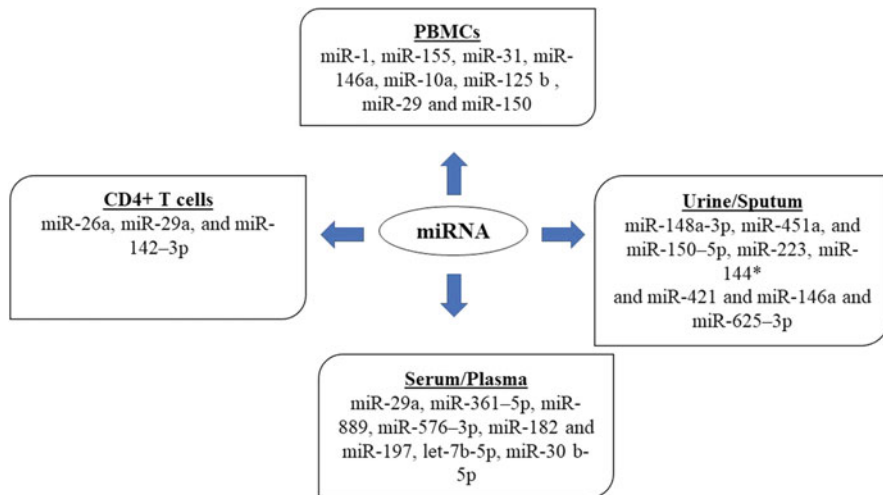 PBMCs
miR-1, miR-155, miR-31, miR-
146a, miR-10a, miR-125 b ,
miR-29 and miR-150
CD4+ T cells
miR-26a, miR-29a, and miR-
142–3p
miRNA
Urine/Sputum
miR-148a-3p, miR-451a, and
miR-150–5p, miR-223, miR-
144*
and miR-421 and miR-146a and
miR-625–3p
Serum/Plasma
miR-29a, miR-361–5p, miR-
889, miR-576–3p, miR-182 and
miR-197, let-7b-5p, miR-30 b-
5p